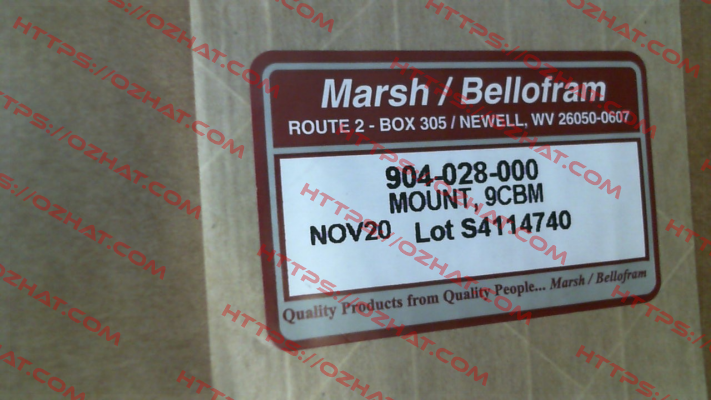 Marsh / Bellofram
ROUTE 2 - BOX 305 / NEWELL, WV 26050-0607
904-028-000
MOUNT, 9CBM
NOV20 Lot S4114740
Quality Products from Quality People... Marsh / Bellofram
HTTPS://OZHAT.COM